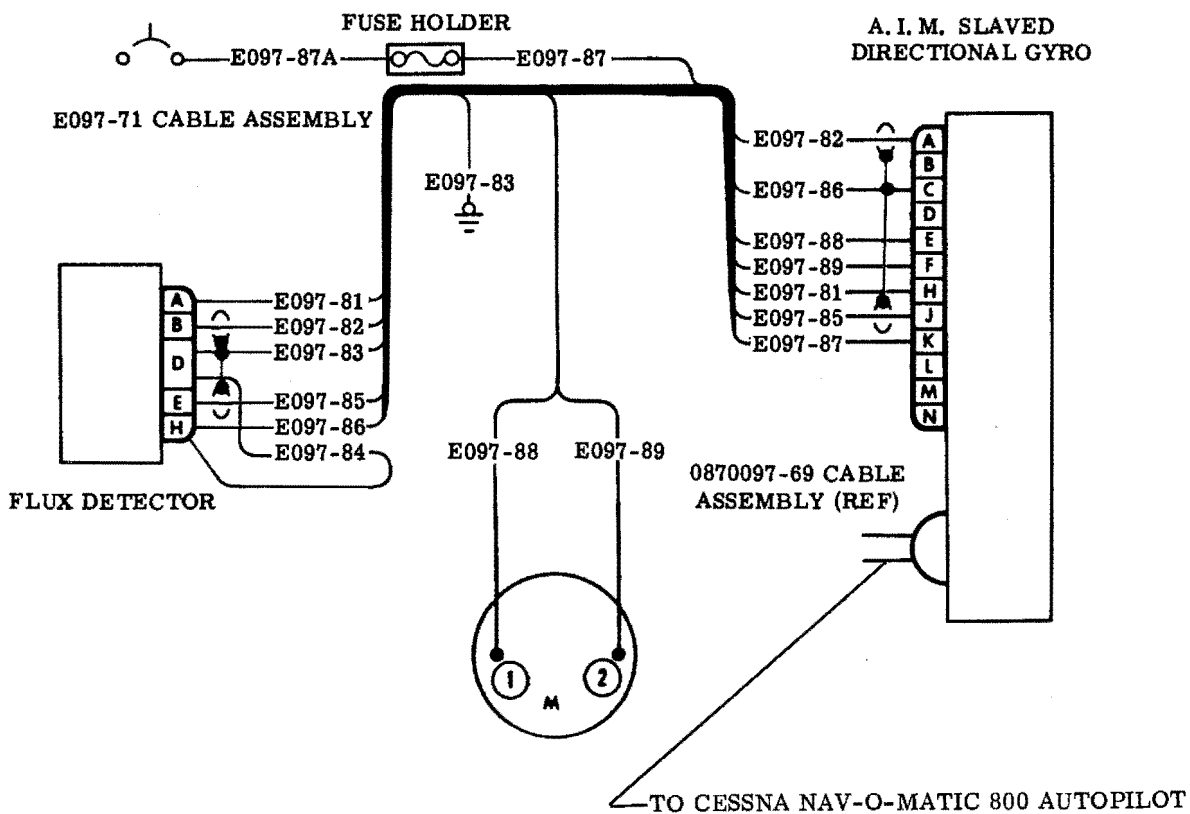 FUSE HOLDER
A. I. M. SLAVED
DIRECTIONAL GYRO
E097-87A
E097-87
E097-71 CABLE ASSEMBLY
E097-83
E097-82
E097-86
E097-88
E097-89
E097-81
E097-85
E097-87
A
B
C
D
E
F
H
J
K
L
M
N
A
B
D
E
H
E097-81
E097-82
E097-83
E097-85
E097-86
E097-84
FLUX DETECTOR
E097-88
E097-89
0870097-69 CABLE
ASSEMBLY (REF)
1
2
M
TO CESSNA NAV-O-MATIC 800 AUTOPILOT